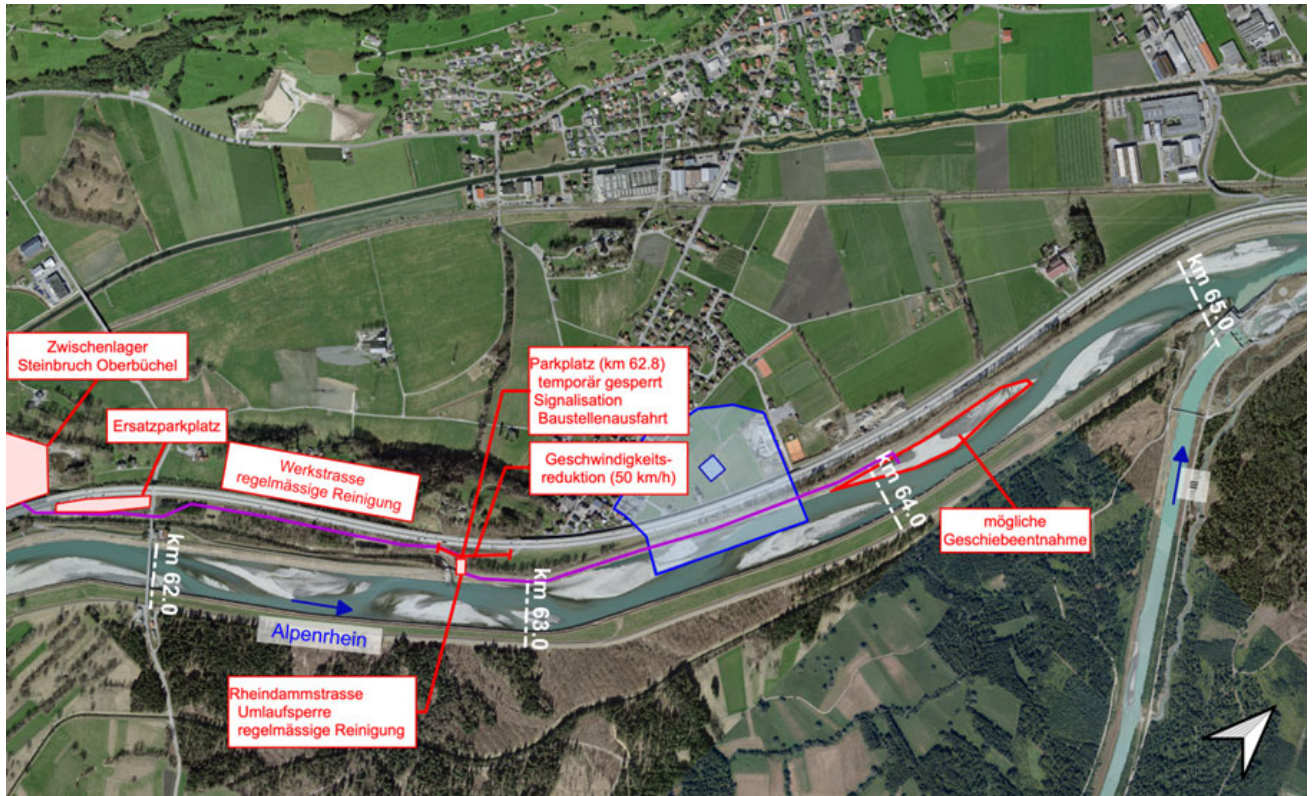 km 65.0
Zwischenlager
Steinbruch Oberbüchel
Parkplatz (km 62.8)
temporär gesperrt
Signalisation
Baustellenausfahrt
Ersatzparkplatz
Werkstrasse
regelmässige Reinigung
Geschwindigkeits-
reduktion (50 km/h)
km 64.0
mögliche
Geschiebeentnahme
Ill
km 62.0
km 63.0
Alpenrhein
Rheindammstrasse
Umlaufsperre
regelmässige Reinigung